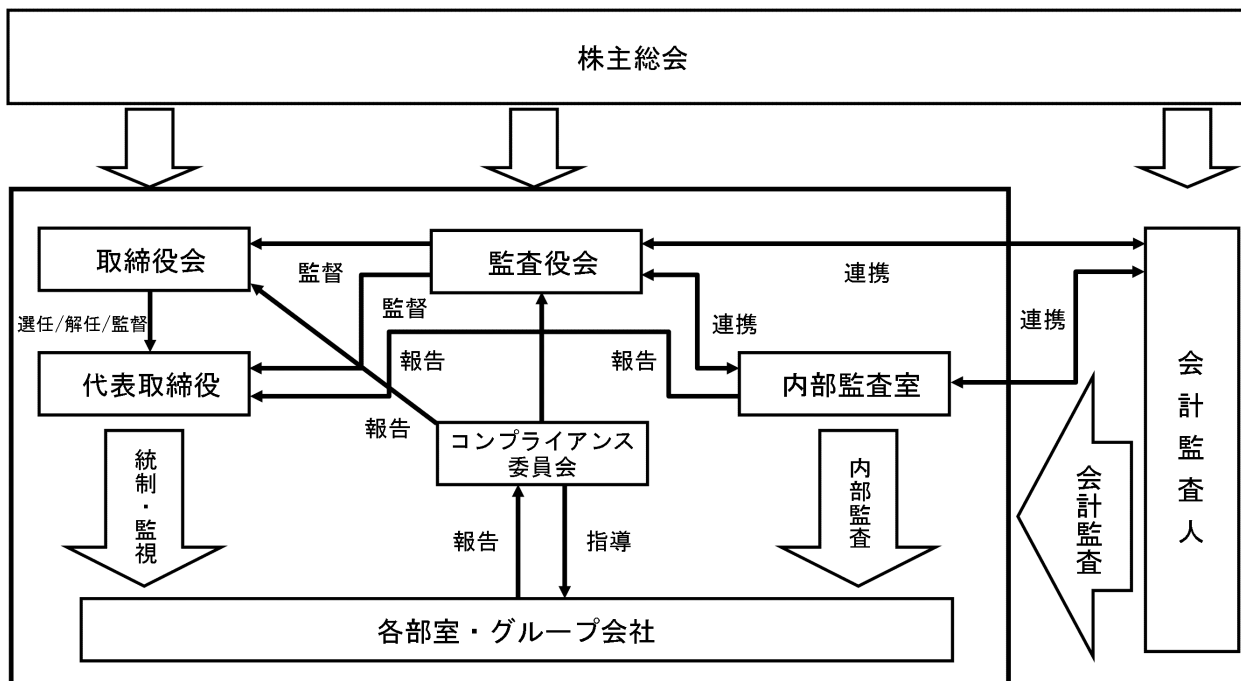 株主総会
取締役会
監査役会
監督
連携
監督
選任/解任/監督
連携
連携
報告
報告
代表取締役
内部監査室
報告
コンプライアンス
委員会
統制・監視
内部監査
会計監査
会計監査人
報告
指導
各部室・グループ会社